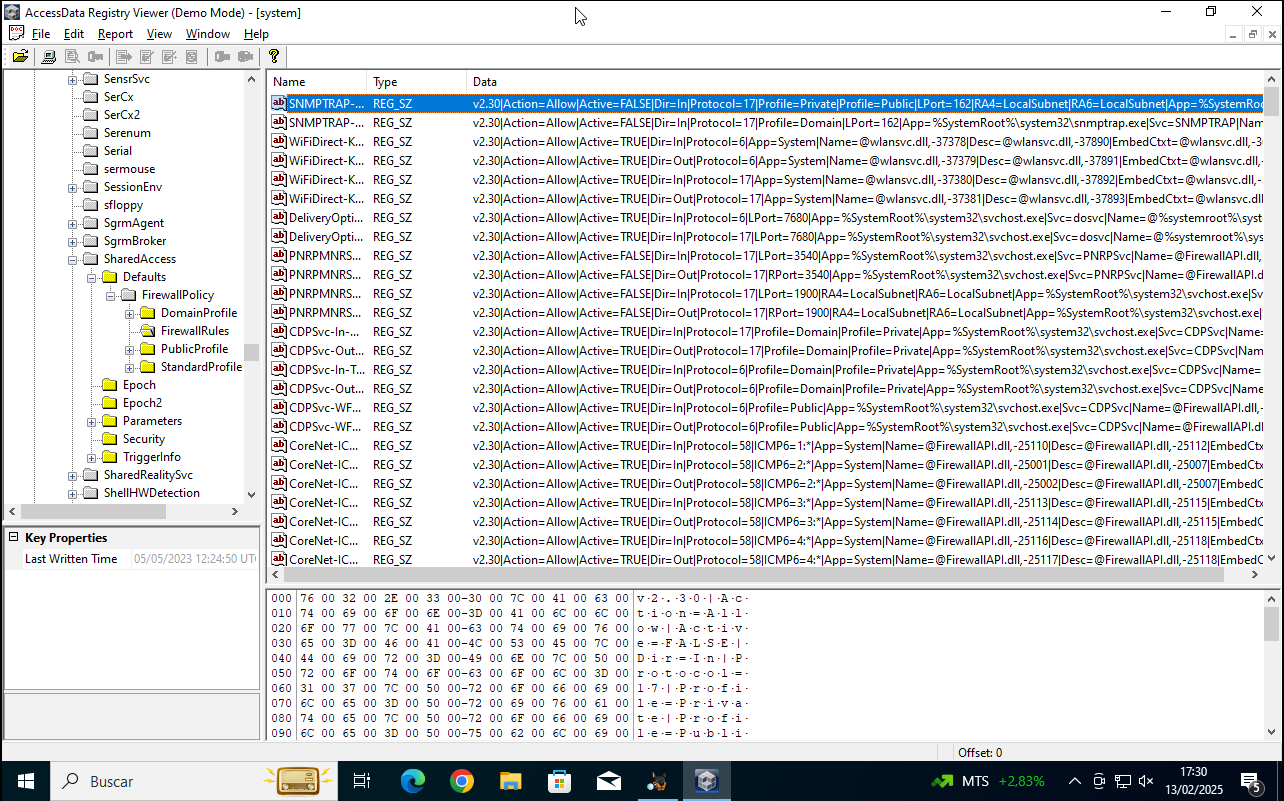 AccessData Registry Viewer (Demo Mode) - [system]
File Edit Report View Window Help
SensrSvc
SerCx
SerCx2
Serenum
Serial
sermouse
SessionEnv
sfloppy
SgrmAgent
SgrmBroker
SharedAccess
Defaults
FirewallPolicy
DomainProfile
FirewallRules
PublicProfile
StandardProfile
Epoch
Epoch2
Parameters
Security
TriggerInfo
SharedRealitySvc
ShellHWDetection
Key Properties
Last Written Time 05/05/2023 12:24:50 UTC
Name Type Data
SNMPTRAP-... REG_SZ v2.30|Action=Allow|Active=FALSE|Dir=In|Protocol=17|Profile=Private|Profile=Public|LPort=162|RA4=LocalSubnet|RA6=LocalSubnet|App=%SystemRo
SNMPTRAP-... REG_SZ v2.30|Action=Allow|Active=FALSE|Dir=In|Protocol=17|Profile=Domain|LPort=162|App=%SystemRoot%\system32\snmptrap.exe|Svc=SNMPTRAP|Nam
WiFiDirect-K... REG_SZ v2.30|Action=Allow|Active=TRUE|Dir=In|Protocol=6|App=System|Name=@wlansvc.dll,-37378|Desc=@wlansvc.dll,-37890|EmbedCtxt=@wlansvc.dll,-3
WiFiDirect-K... REG_SZ v2.30|Action=Allow|Active=TRUE|Dir=Out|Protocol=6|App=System|Name=@wlansvc.dll,-37379|Desc=@wlansvc.dll,-37891|EmbedCtxt=@wlansvc.dll,-
WiFiDirect-K... REG_SZ v2.30|Action=Allow|Active=TRUE|Dir=In|Protocol=17|App=System|Name=@wlansvc.dll,-37380|Desc=@wlansvc.dll,-37892|EmbedCtxt=@wlansvc.dll,-
WiFiDirect-K... REG_SZ v2.30|Action=Allow|Active=TRUE|Dir=Out|Protocol=17|App=System|Name=@wlansvc.dll,-37381|Desc=@wlansvc.dll,-37893|EmbedCtxt=@wlansvc.dll,
DeliveryOpti... REG_SZ v2.30|Action=Allow|Active=TRUE|Dir=In|Protocol=6|LPort=7680|App=%SystemRoot%\system32\svchost.exe|Svc=dosvc|Name=@%systemroot%\syst
DeliveryOpti... REG_SZ v2.30|Action=Allow|Active=TRUE|Dir=In|Protocol=17|LPort=7680|App=%SystemRoot%\system32\svchost.exe|Svc=dosvc|Name=@%systemroot%\sys
PNRPMNRS... REG_SZ v2.30|Action=Allow|Active=FALSE|Dir=In|Protocol=17|LPort=3540|App=%SystemRoot%\system32\svchost.exe|Svc=PNRPSvc|Name=@FirewallAPI.dll,
PNRPMNRS... REG_SZ v2.30|Action=Allow|Active=FALSE|Dir=Out|Protocol=17|RPort=3540|App=%SystemRoot%\system32\svchost.exe|Svc=PNRPSvc|Name=@FirewallAPI.d
PNRPMNRS... REG_SZ v2.30|Action=Allow|Active=FALSE|Dir=In|Protocol=17|LPort=1900|RA4=LocalSubnet|RA6=LocalSubnet|App=%SystemRoot%\system32\svchost.exe|Sv
PNRPMNRS... REG_SZ v2.30|Action=Allow|Active=FALSE|Dir=Out|Protocol=17|RPort=1900|RA4=LocalSubnet|RA6=LocalSubnet|App=%SystemRoot%\system32\svchost.exe|
CDPSvc-In-... REG_SZ v2.30|Action=Allow|Active=TRUE|Dir=In|Protocol=17|Profile=Domain|Profile=Private|App=%SystemRoot%\system32\svchost.exe|Svc=CDPSvc|Name=
CDPSvc-Out... REG_SZ v2.30|Action=Allow|Active=TRUE|Dir=Out|Protocol=17|Profile=Domain|Profile=Private|App=%SystemRoot%\system32\svchost.exe|Svc=CDPSvc|Nam
CDPSvc-In-T... REG_SZ v2.30|Action=Allow|Active=TRUE|Dir=In|Protocol=6|Profile=Domain|Profile=Private|App=%SystemRoot%\system32\svchost.exe|Svc=CDPSvc|Name=
CDPSvc-Out... REG_SZ v2.30|Action=Allow|Active=TRUE|Dir=Out|Protocol=6|Profile=Domain|Profile=Private|App=%SystemRoot%\system32\svchost.exe|Svc=CDPSvc|Name
CDPSvc-WF... REG_SZ v2.30|Action=Allow|Active=TRUE|Dir=In|Protocol=6|Profile=Public|App=%SystemRoot%\system32\svchost.exe|Svc=CDPSvc|Name=@FirewallAPI.dll,-
CDPSvc-WF... REG_SZ v2.30|Action=Allow|Active=TRUE|Dir=Out|Protocol=6|Profile=Public|App=%SystemRoot%\system32\svchost.exe|Svc=CDPSvc|Name=@FirewallAPI.dll
CoreNet-IC... REG_SZ v2.30|Action=Allow|Active=TRUE|Dir=In|Protocol=58|ICMP6=1:*|App=System|Name=@FirewallAPI.dll,-25110|Desc=@FirewallAPI.dll,-25112|EmbedCtx
CoreNet-IC... REG_SZ v2.30|Action=Allow|Active=TRUE|Dir=In|Protocol=58|ICMP6=2:*|App=System|Name=@FirewallAPI.dll,-25001|Desc=@FirewallAPI.dll,-25007|EmbedCtx
CoreNet-IC... REG_SZ v2.30|Action=Allow|Active=TRUE|Dir=Out|Protocol=58|ICMP6=2:*|App=System|Name=@FirewallAPI.dll,-25002|Desc=@FirewallAPI.dll,-25007|EmbedC
CoreNet-IC... REG_SZ v2.30|Action=Allow|Active=TRUE|Dir=In|Protocol=58|ICMP6=3:*|App=System|Name=@FirewallAPI.dll,-25113|Desc=@FirewallAPI.dll,-25115|EmbedCtx
CoreNet-IC... REG_SZ v2.30|Action=Allow|Active=TRUE|Dir=Out|Protocol=58|ICMP6=3:*|App=System|Name=@FirewallAPI.dll,-25114|Desc=@FirewallAPI.dll,-25115|EmbedC
CoreNet-IC... REG_SZ v2.30|Action=Allow|Active=TRUE|Dir=In|Protocol=58|ICMP6=4:*|App=System|Name=@FirewallAPI.dll,-25116|Desc=@FirewallAPI.dll,-25118|EmbedCtx
CoreNet-IC... REG_SZ v2.30|Action=Allow|Active=TRUE|Dir=Out|Protocol=58|ICMP6=4:*|App=System|Name=@FirewallAPI.dll,-25117|Desc=@FirewallAPI.dll,-25118|EmbedC
000 76 00 32 00 2E 00 33 00-30 00 7C 00 41 00 63 00 v·2·.·3·0·|·A·c·
010 74 00 69 00 6F 00 6E 00-3D 00 41 00 6C 00 6C 00 t·i·o·n·=·A·l·l·
020 6F 00 77 00 7C 00 41 00-63 00 74 00 69 00 76 00 o·w·|·A·c·t·i·v·
030 65 00 3D 00 46 00 41 00-4C 00 53 00 45 00 7C 00 e·=·F·A·L·S·E·|·
040 44 00 69 00 72 00 3D 00-49 00 6E 00 7C 00 50 00 D·i·r·=·I·n·|·P·
050 72 00 6F 00 74 00 6F 00-63 00 6F 00 6C 00 3D 00 r·o·t·o·c·o·l·=·
060 31 00 37 00 7C 00 50 00-72 00 6F 00 66 00 69 00 1·7·|·P·r·o·f·i·
070 6C 00 65 00 3D 00 50 00-72 00 69 00 76 00 61 00 l·e·=·P·r·i·v·a·
080 74 00 65 00 7C 00 50 00-72 00 6F 00 66 00 69 00 t·e·|·P·r·o·f·i·
090 6C 00 65 00 3D 00 50 00-75 00 62 00 6C 00 69 00 l·e·=·P·u·b·l·i·
Offset: 0
Buscar
MTS +2,83%
17:30
13/02/2025
5